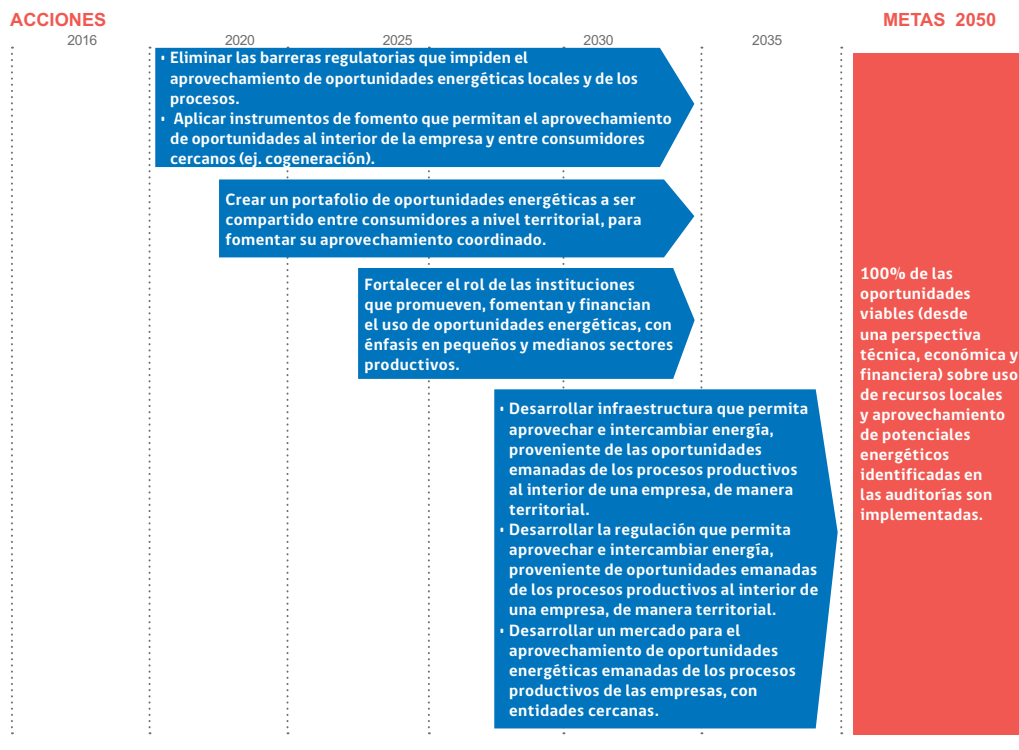 ACCIONES
METAS 2050
2016
2020
2025
2030
2035
• Eliminar las barreras regulatorias que impiden el
aprovechamiento de oportunidades energéticas locales y de los
procesos.
• Aplicar instrumentos de fomento que permitan el aprovechamiento
de oportunidades al interior de la empresa y entre consumidores
cercanos (ej. cogeneración).
Crear un portafolio de oportunidades energéticas a ser
compartido entre consumidores a nivel territorial, para
fomentar su aprovechamiento coordinado.
Fortalecer el rol de las instituciones
que promueven, fomentan y financian
el uso de oportunidades energéticas, con
énfasis en pequeños y medianos sectores
productivos.
• Desarrollar infraestructura que permita
aprovechar e intercambiar energía,
proveniente de las oportunidades
emanadas de los procesos productivos
al interior de una empresa, de manera
territorial.
• Desarrollar la regulación que permita
aprovechar e intercambiar energía,
proveniente de oportunidades emanadas
de los procesos productivos al interior de
una empresa, de manera territorial.
• Desarrollar un mercado para el
aprovechamiento de oportunidades
energéticas emanadas de los procesos
productivos de las empresas, con
entidades cercanas.
100% de las
oportunidades
viables (desde
una perspectiva
técnica, económica y
financiera) sobre uso
de recursos locales
y aprovechamiento
de potenciales
energéticos
identificadas en
las auditorías son
implementadas.